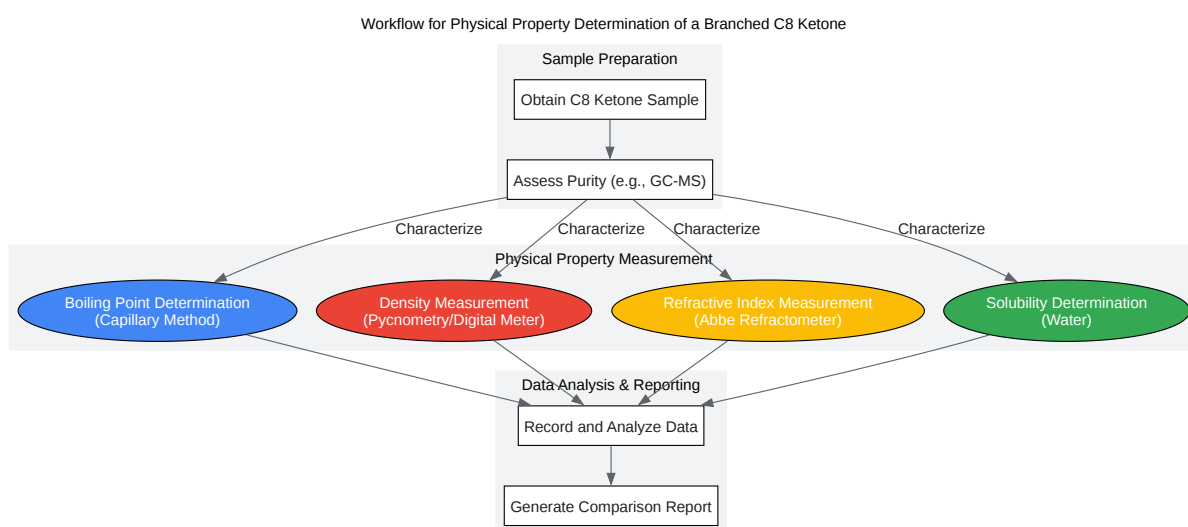 Workflow for Physical Property Determination of a Branched C8 Ketone
Sample Preparation
Obtain C8 Ketone Sample
Assess Purity (e.g., GC-MS)
Characterize
Characterize
Characterize
Characterize
Physical Property Measurement
Boiling Point Determination
(Capillary Method)
Density Measurement
(Pycnometry/Digital Meter)
Refractive Index Measurement
(Abbe Refractometer)
Solubility Determination
(Water)
Data Analysis & Reporting
Record and Analyze Data
Generate Comparison Report